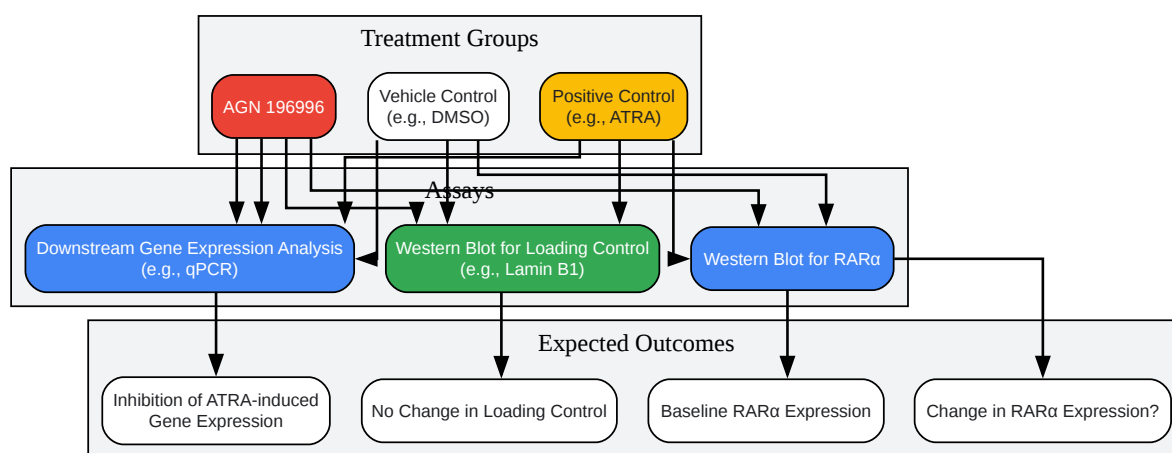 Treatment Groups
AGN 196996
Vehicle Control
(e.g., DMSO)
Positive Control
(e.g., ATRA)
Assays
Downstream Gene Expression Analysis
(e.g., qPCR)
Western Blot for Loading Control
(e.g., Lamin B1)
Western Blot for RARα
Expected Outcomes
Inhibition of ATRA-induced
Gene Expression
No Change in Loading Control
Baseline RARα Expression
Change in RARα Expression?